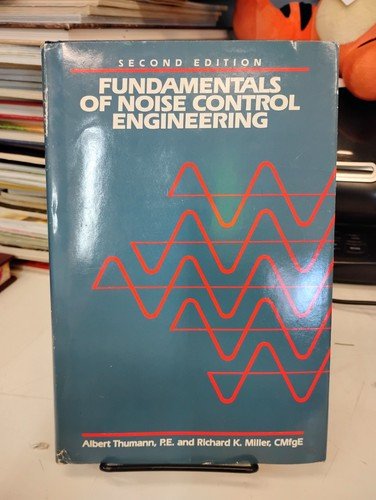 SECOND EDITION
FUNDAMENTALS
OF NOISE CONTROL
ENGINEERING
Albert Thumann, P.E. and Richard K. Miller, CMfgE